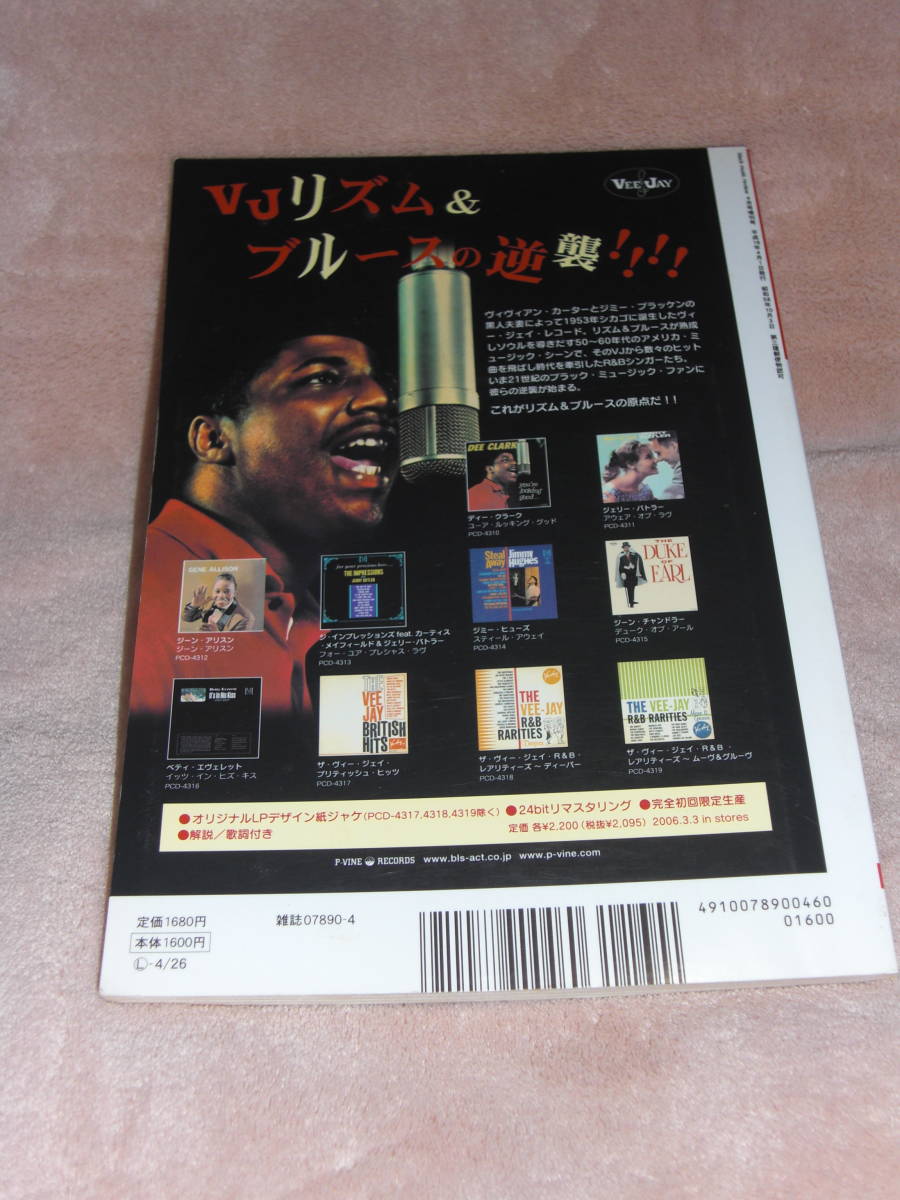 VJリズム&
ブルースの逆襲!!!!
VEE JAY
ヴィヴィアン・カーターとジミー・ブラッケンの
黒人夫妻によって1953年シカゴに誕生したヴィ
ー・ジェイ・レコード。リズム&ブルースが熟成
しソウルを導きだす50〜60年代のアメリカ・ミ
ュージック・シーンで、そのVJから数々のヒット
曲を飛ばし時代を牽引したR&Bシンガーたち。
いま21世紀のブラック・ミュージック・ファンに
彼らの逆襲が始まる。
これがリズム&ブルースの原点だ!!
DEE CLARK
you're
looking
good...
ディー・クラーク
ユーア・ルッキング・グッド
PCD-4310
ジェリー・バトラー
アウェア・オブ・ラヴ
PCD-4311
GENE ALLISON
ジーン・アリスン
ジーン・アリスン
PCD-4312
for your precious love...
THE IMPRESSIONS
JERRY BUTLER
ジ・インプレッションズ feat. カーティス
・メイフィールド&ジェリー・バトラー
フォー・ユア・プレシャス・ラヴ
PCD-4313
Steal Away
Jimmy Hughes
ジミー・ヒューズ
スティール・アウェイ
PCD-4314
THE
DUKE
OF
EARL
ジーン・チャンドラー
デューク・オブ・アール
PCD-4315
Betty Everett
It's in His Kiss
ベティ・エヴェレット
イッツ・イン・ヒズ・キス
PCD-4316
THE
VEE
JAY
BRITISH
HITS
ザ・ヴィー・ジェイ・
ブリティッシュ・ヒッツ
PCD-4317
THE
VEE-JAY
R&B
RARITIES
Deeper
ザ・ヴィー・ジェイ・R&B・
レアリティーズ〜ディーパー
PCD-4318
THE VEE-JAY
R&B RARITIES
ザ・ヴィー・ジェイ・R&B・
レアリティーズ〜ムーヴ&グルーヴ
PCD-4319
●オリジナルLPデザイン紙ジャケ(PCD-4317,4318,4319除く) ●24bitリマスタリング ●完全初回限定生産
●解説/歌詞付き 定価 各¥2,200(税抜¥2,095) 2006.3.3 in stores
P-VINE RECORDS www.bls-act.co.jp www.p-vine.com
定価1680円
本体1600円
Ⓛ-4/26
雑誌07890-4
4910078900460
01600